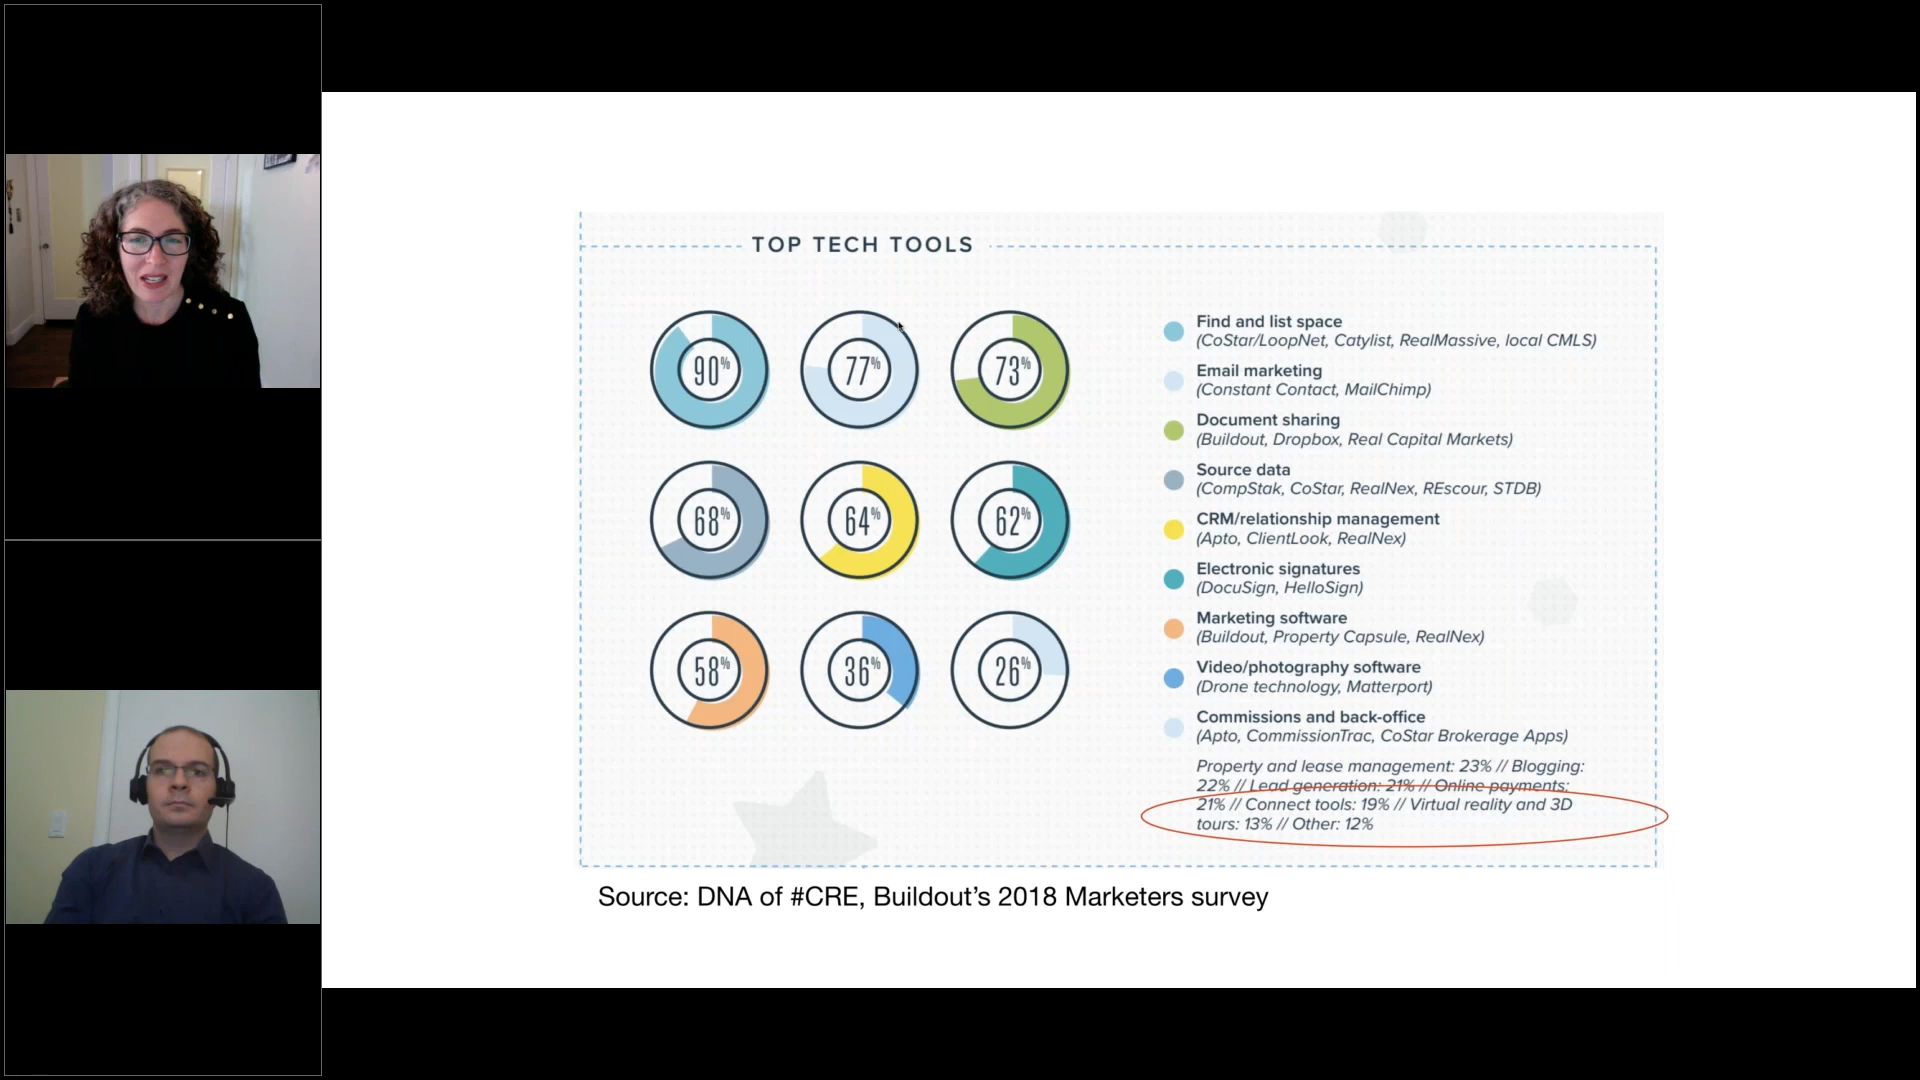 TOP TECH TOOLS
90%
77%
73%
68%
64%
62%
58%
36%
26%
Find and list space
(CoStar/LoopNet, Catylist, RealMassive, local CMLS)
Email marketing
(Constant Contact, MailChimp)
Document sharing
(Buildout, Dropbox, Real Capital Markets)
Source data
(CompStak, CoStar, RealNex, REscour, STDB)
CRM/relationship management
(Apto, ClientLook, RealNex)
Electronic signatures
(DocuSign, HelloSign)
Marketing software
(Buildout, Property Capsule, RealNex)
Video/photography software
(Drone technology, Matterport)
Commissions and back-office
(Apto, CommissionTrac, CoStar Brokerage Apps)
Property and lease management: 23% // Blogging:
22% // Lead generation: 21% // Online payments:
21% // Connect tools: 19% // Virtual reality and 3D
tours: 13% // Other: 12%
Source: DNA of #CRE, Buildout’s 2018 Marketers survey